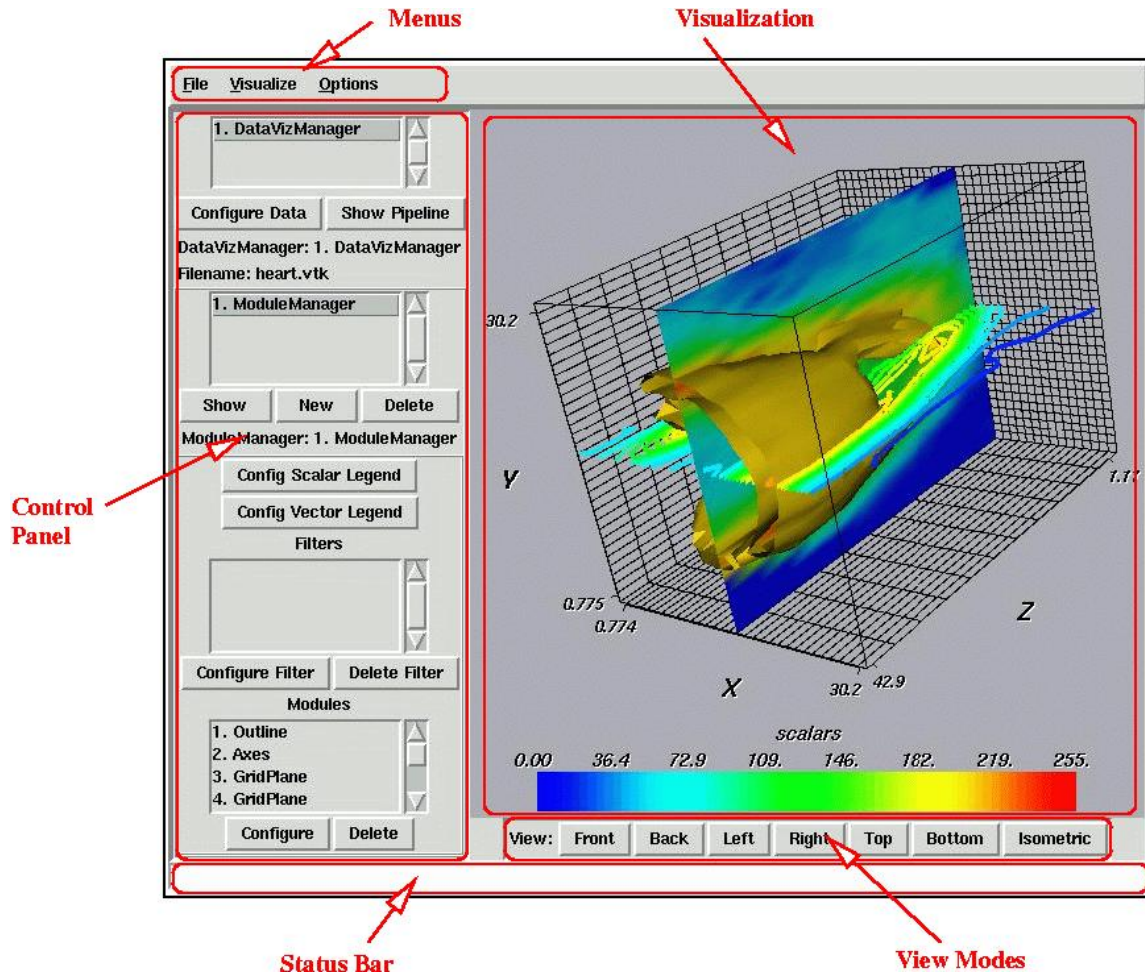 Menus
Visualization
File Visualize Options
1. DataVizManager
Configure Data Show Pipeline
DataVizManager: 1. DataVizManager
Filename: heart.vtk
1. ModuleManager
Show New Delete
ModuleManager: 1. ModuleManager
Config Scalar Legend
Config Vector Legend
Filters
Configure Filter Delete Filter
Modules
1. Outline
2. Axes
3. GridPlane
4. GridPlane
Configure Delete
Control
Panel
30.2
Y
0.775
0.774
X
30.2
42.9
Z
scalars
0.00 36.4 72.9 109. 146. 182. 219. 255.
View: Front Back Left Right Top Bottom Isometric
Status Bar
View Modes